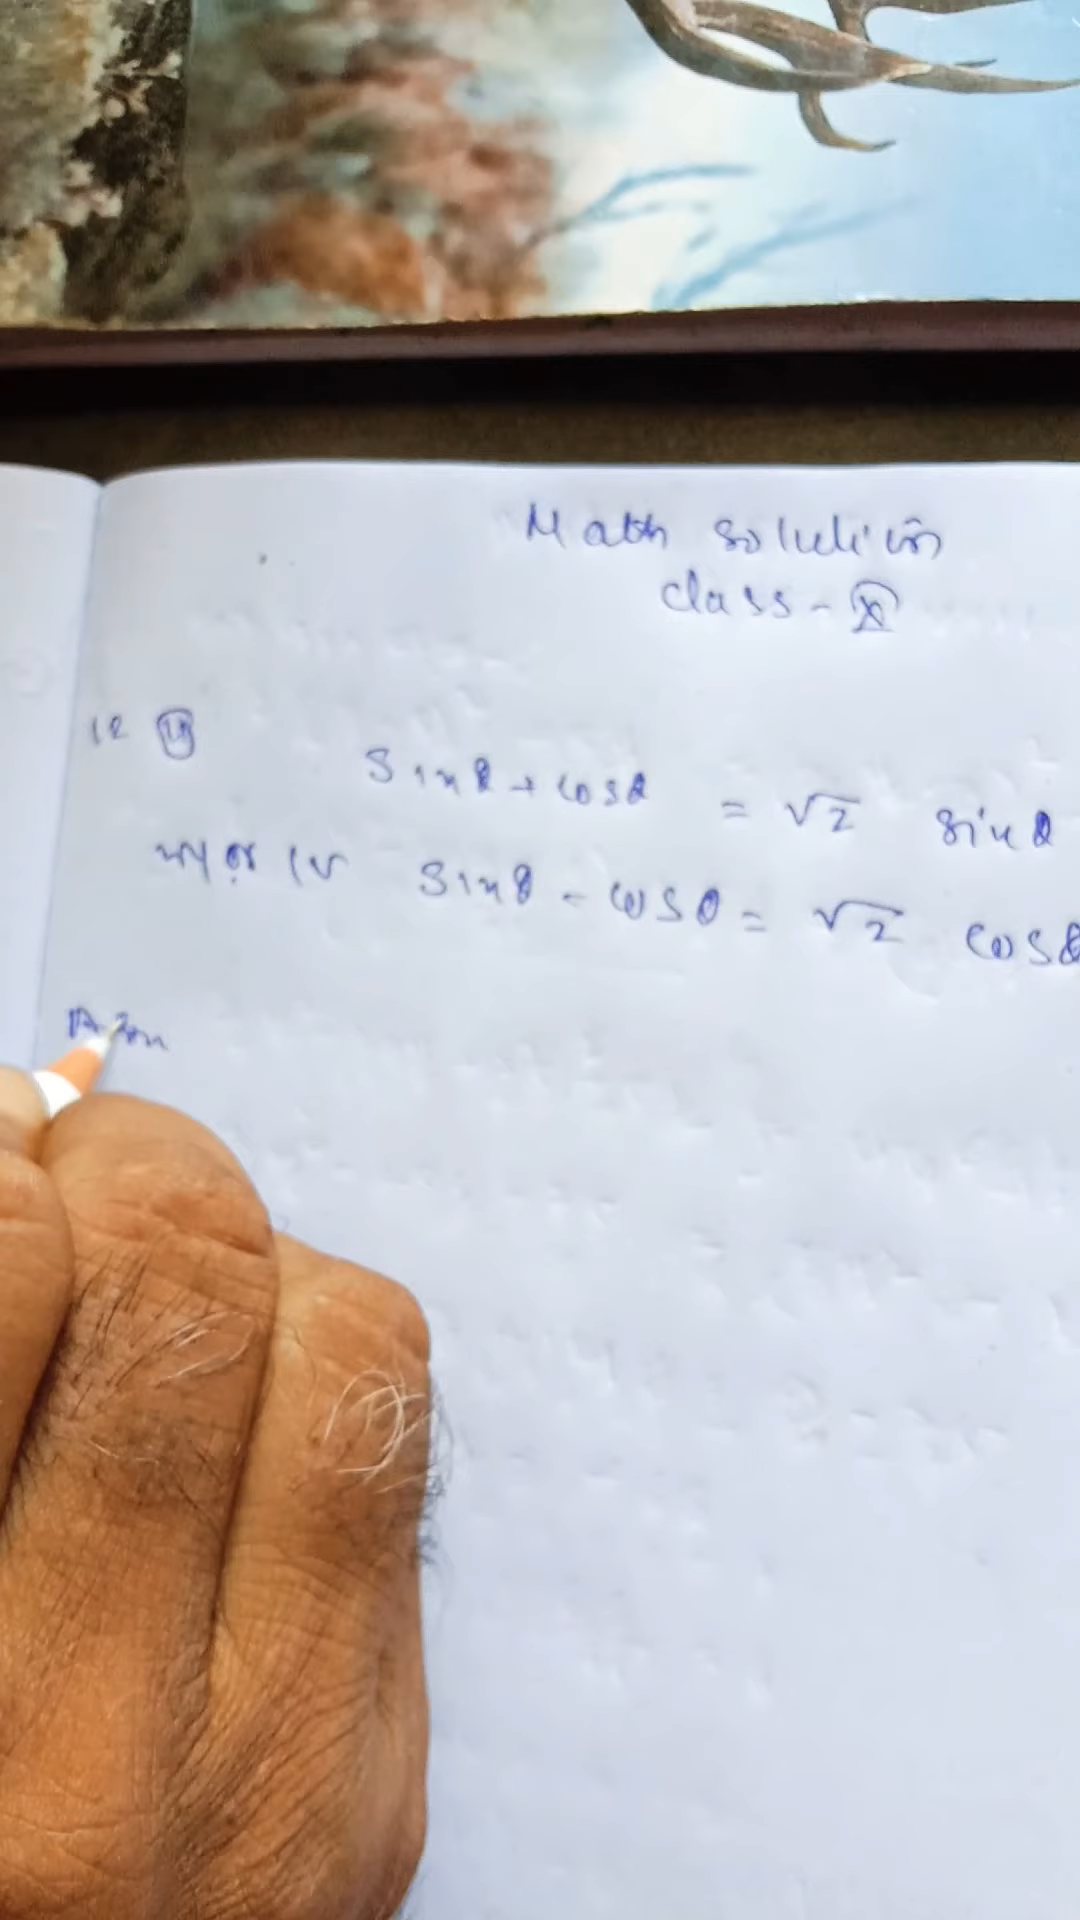 Math solution
class - X
12
sinθ + cosθ = √2 sinθ
sinθ - cosθ = √2 cosθ